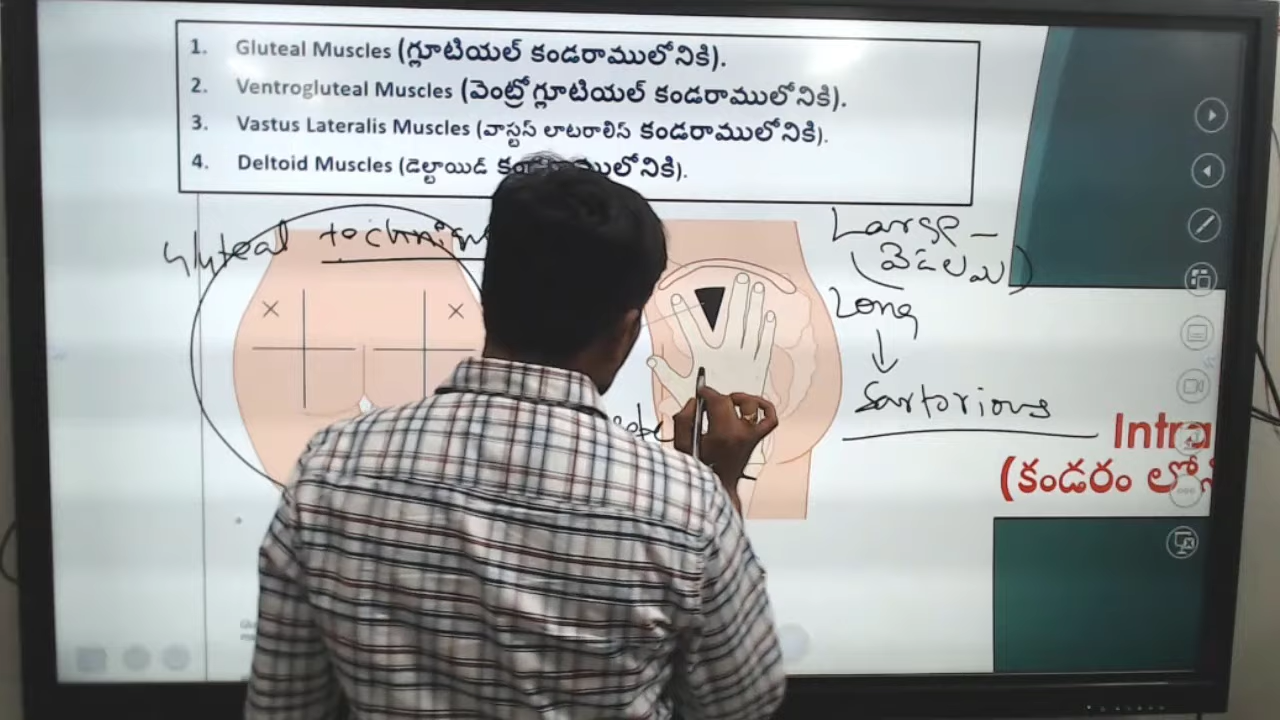 1. Gluteal Muscles (గ్లూటియల్ కండరాములోనికి).
2. Ventrogluteal Muscles (వెంట్రోగ్లూటియల్ కండరాములోనికి).
3. Vastus Lateralis Muscles (వాస్టస్ లాటరాలిస్ కండరాములోనికి).
4. Deltoid Muscles (డెల్టాయిడ్
Gluteal
Large -
Long
Sartorious
Intra
(కండరం